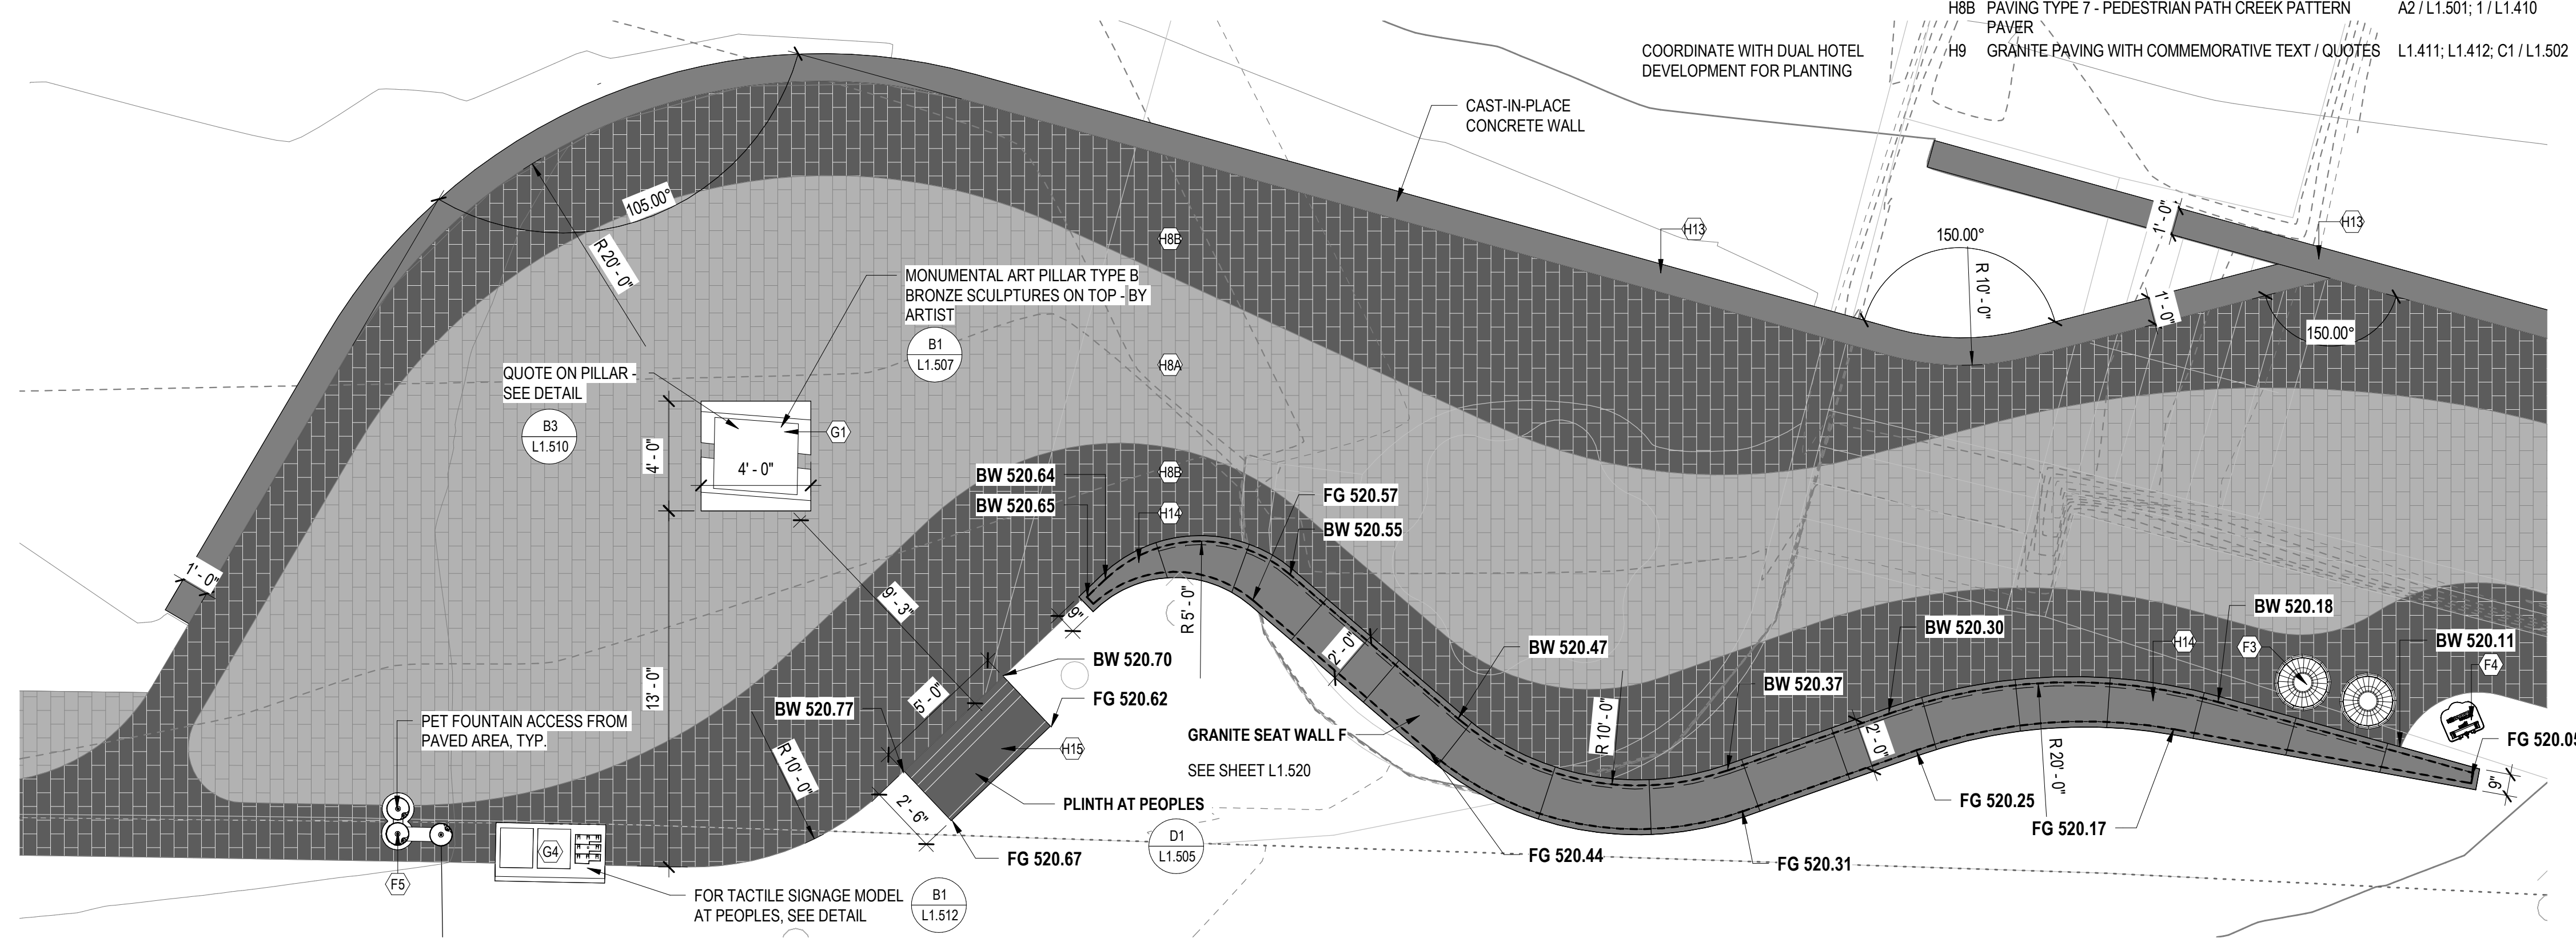 H8B PAVING TYPE 7 - PEDESTRIAN PATH CREEK PATTERN A2 / L1.501; 1 / L1.410
PAVER
COORDINATE WITH DUAL HOTEL
DEVELOPMENT FOR PLANTING
H9 GRANITE PAVING WITH COMMEMORATIVE TEXT / QUOTES L1.411; L1.412; C1 / L1.502
CAST-IN-PLACE
CONCRETE WALL
105.00°
R 20' - 0"
H8B
H13
150.00°
R 10' - 0"
1' - 0"
H13
1' - 0"
150.00°
MONUMENTAL ART PILLAR TYPE B
BRONZE SCULPTURES ON TOP - BY
ARTIST
B1
L1.507
H8A
QUOTE ON PILLAR -
SEE DETAIL
B3
L1.510
G1
4' - 0"
4' - 0"
BW 520.64
BW 520.65
H8B
H14
FG 520.57
BW 520.55
1' - 0"
9' - 3"
9"
R 5' - 0"
2' - 0"
BW 520.47
BW 520.30
BW 520.18
H14
F3
BW 520.11
F4
BW 520.70
FG 520.62
5' - 0"
13' - 0"
BW 520.77
BW 520.37
PET FOUNTAIN ACCESS FROM
PAVED AREA, TYP.
R 10' - 0"
H15
GRANITE SEAT WALL F
SEE SHEET L1.520
R 10' - 0"
2' - 0"
R 20' - 0"
FG 520.05
9"
2' - 6"
PLINTH AT PEOPLES
D1
L1.505
FG 520.25
FG 520.17
FG 520.67
FG 520.44
FG 520.31
G4
F5
FOR TACTILE SIGNAGE MODEL
AT PEOPLES, SEE DETAIL
B1
L1.512